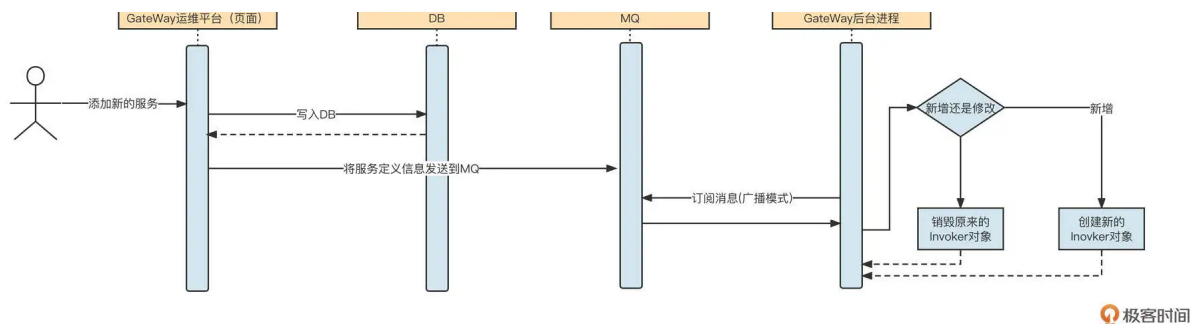 GateWay运维平台（页面）
DB
MQ
GateWay后台进程
添加新的服务
写入DB
将服务定义信息发送到MQ
订阅消息(广播模式)
新增还是修改
新增
销毁原来的
Invoker对象
创建新的
Inovker对象
极客时间